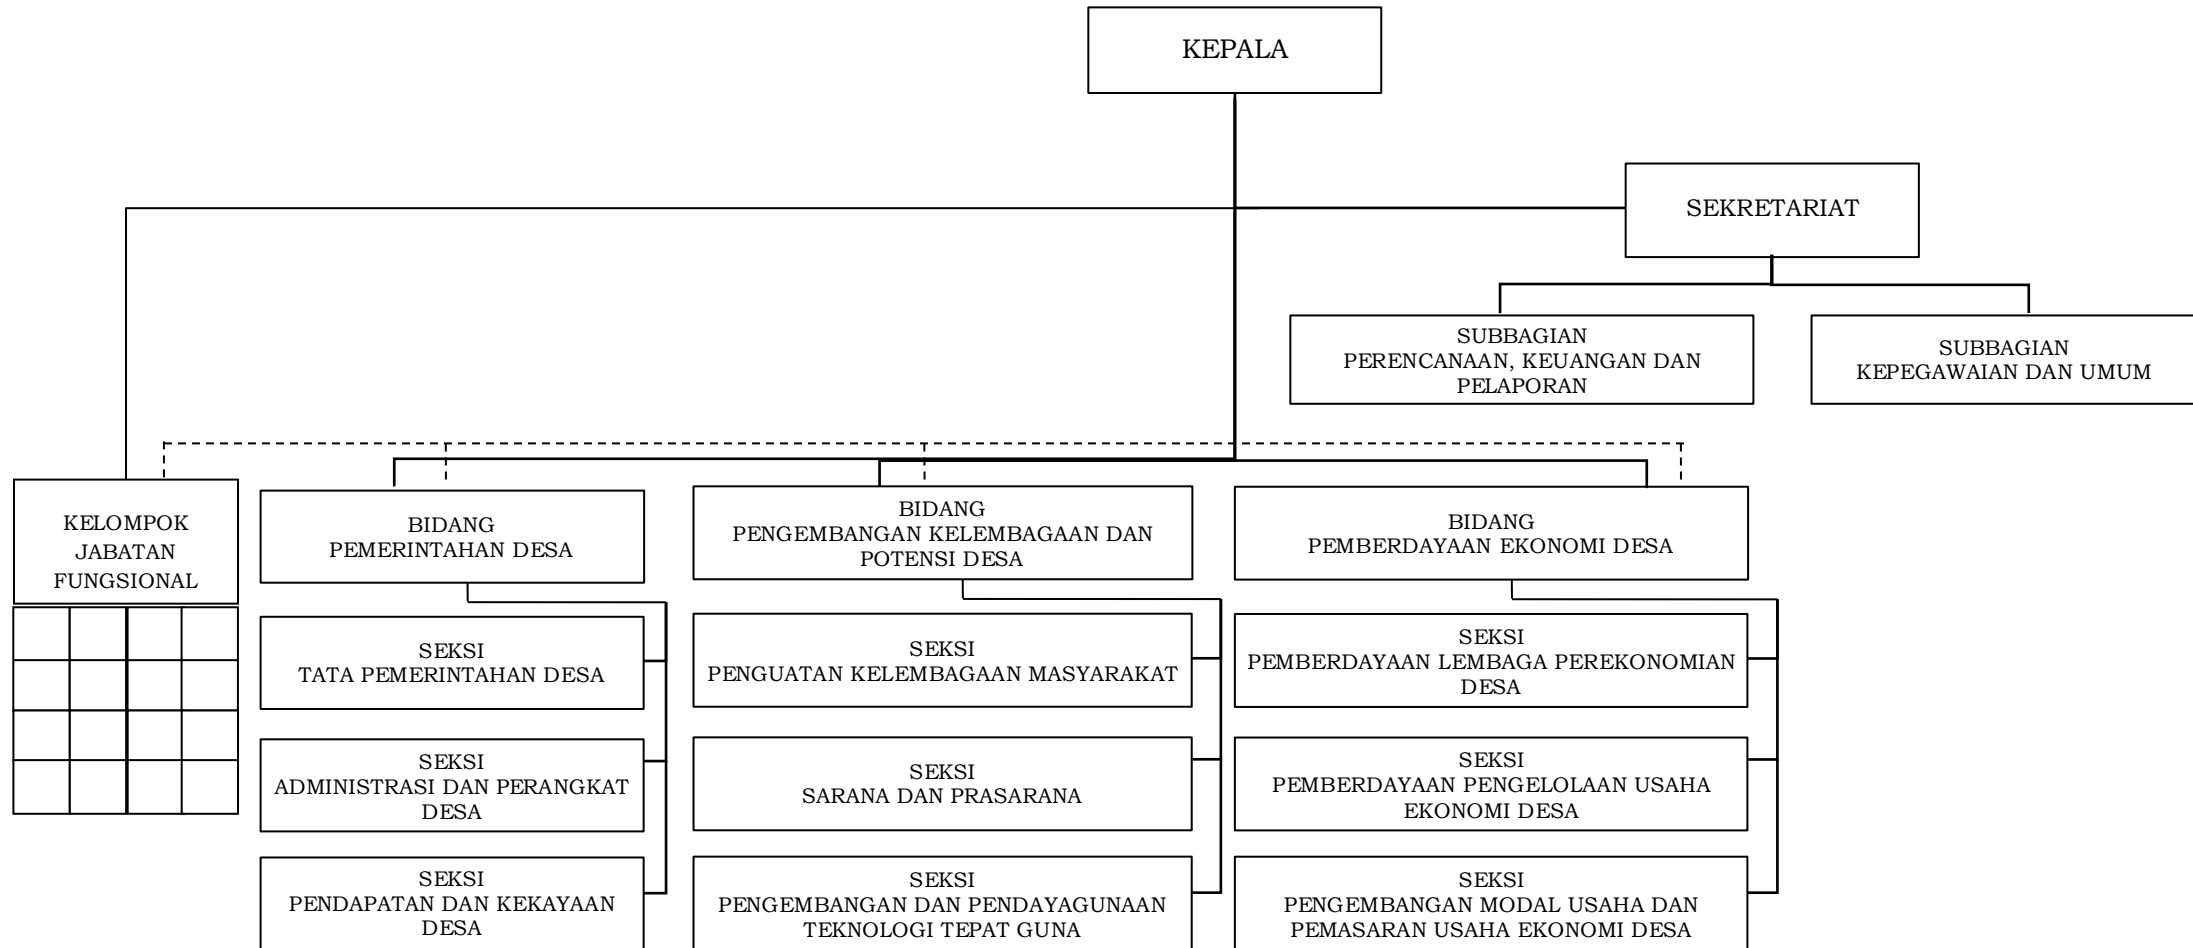 KEPALA
SEKRETARIAT
SUBBAGIAN
PERENCANAAN, KEUANGAN DAN
PELAPORAN
SUBBAGIAN
KEPEGAWAIAN DAN UMUM
KELOMPOK
JABATAN
FUNGSIONAL
BIDANG
PEMERINTAHAN DESA
BIDANG
PENGEMBANGAN KELEMBAGAAN DAN
POTENSI DESA
BIDANG
PEMBERDAYAAN EKONOMI DESA
SEKSI
TATA PEMERINTAHAN DESA
SEKSI
PENGUATAN KELEMBAGAAN MASYARAKAT
SEKSI
PEMBERDAYAAN LEMBAGA PEREKONOMIAN
DESA
SEKSI
ADMINISTRASI DAN PERANGKAT
DESA
SEKSI
SARANA DAN PRASARANA
SEKSI
PEMBERDAYAAN PENGELOLAAN USAHA
EKONOMI DESA
SEKSI
PENDAPATAN DAN KEKAYAAN
DESA
SEKSI
PENGEMBANGAN DAN PENDAYAGUNAAN
TEKNOLOGI TEPAT GUNA
SEKSI
PENGEMBANGAN MODAL USAHA DAN
PEMASARAN USAHA EKONOMI DESA